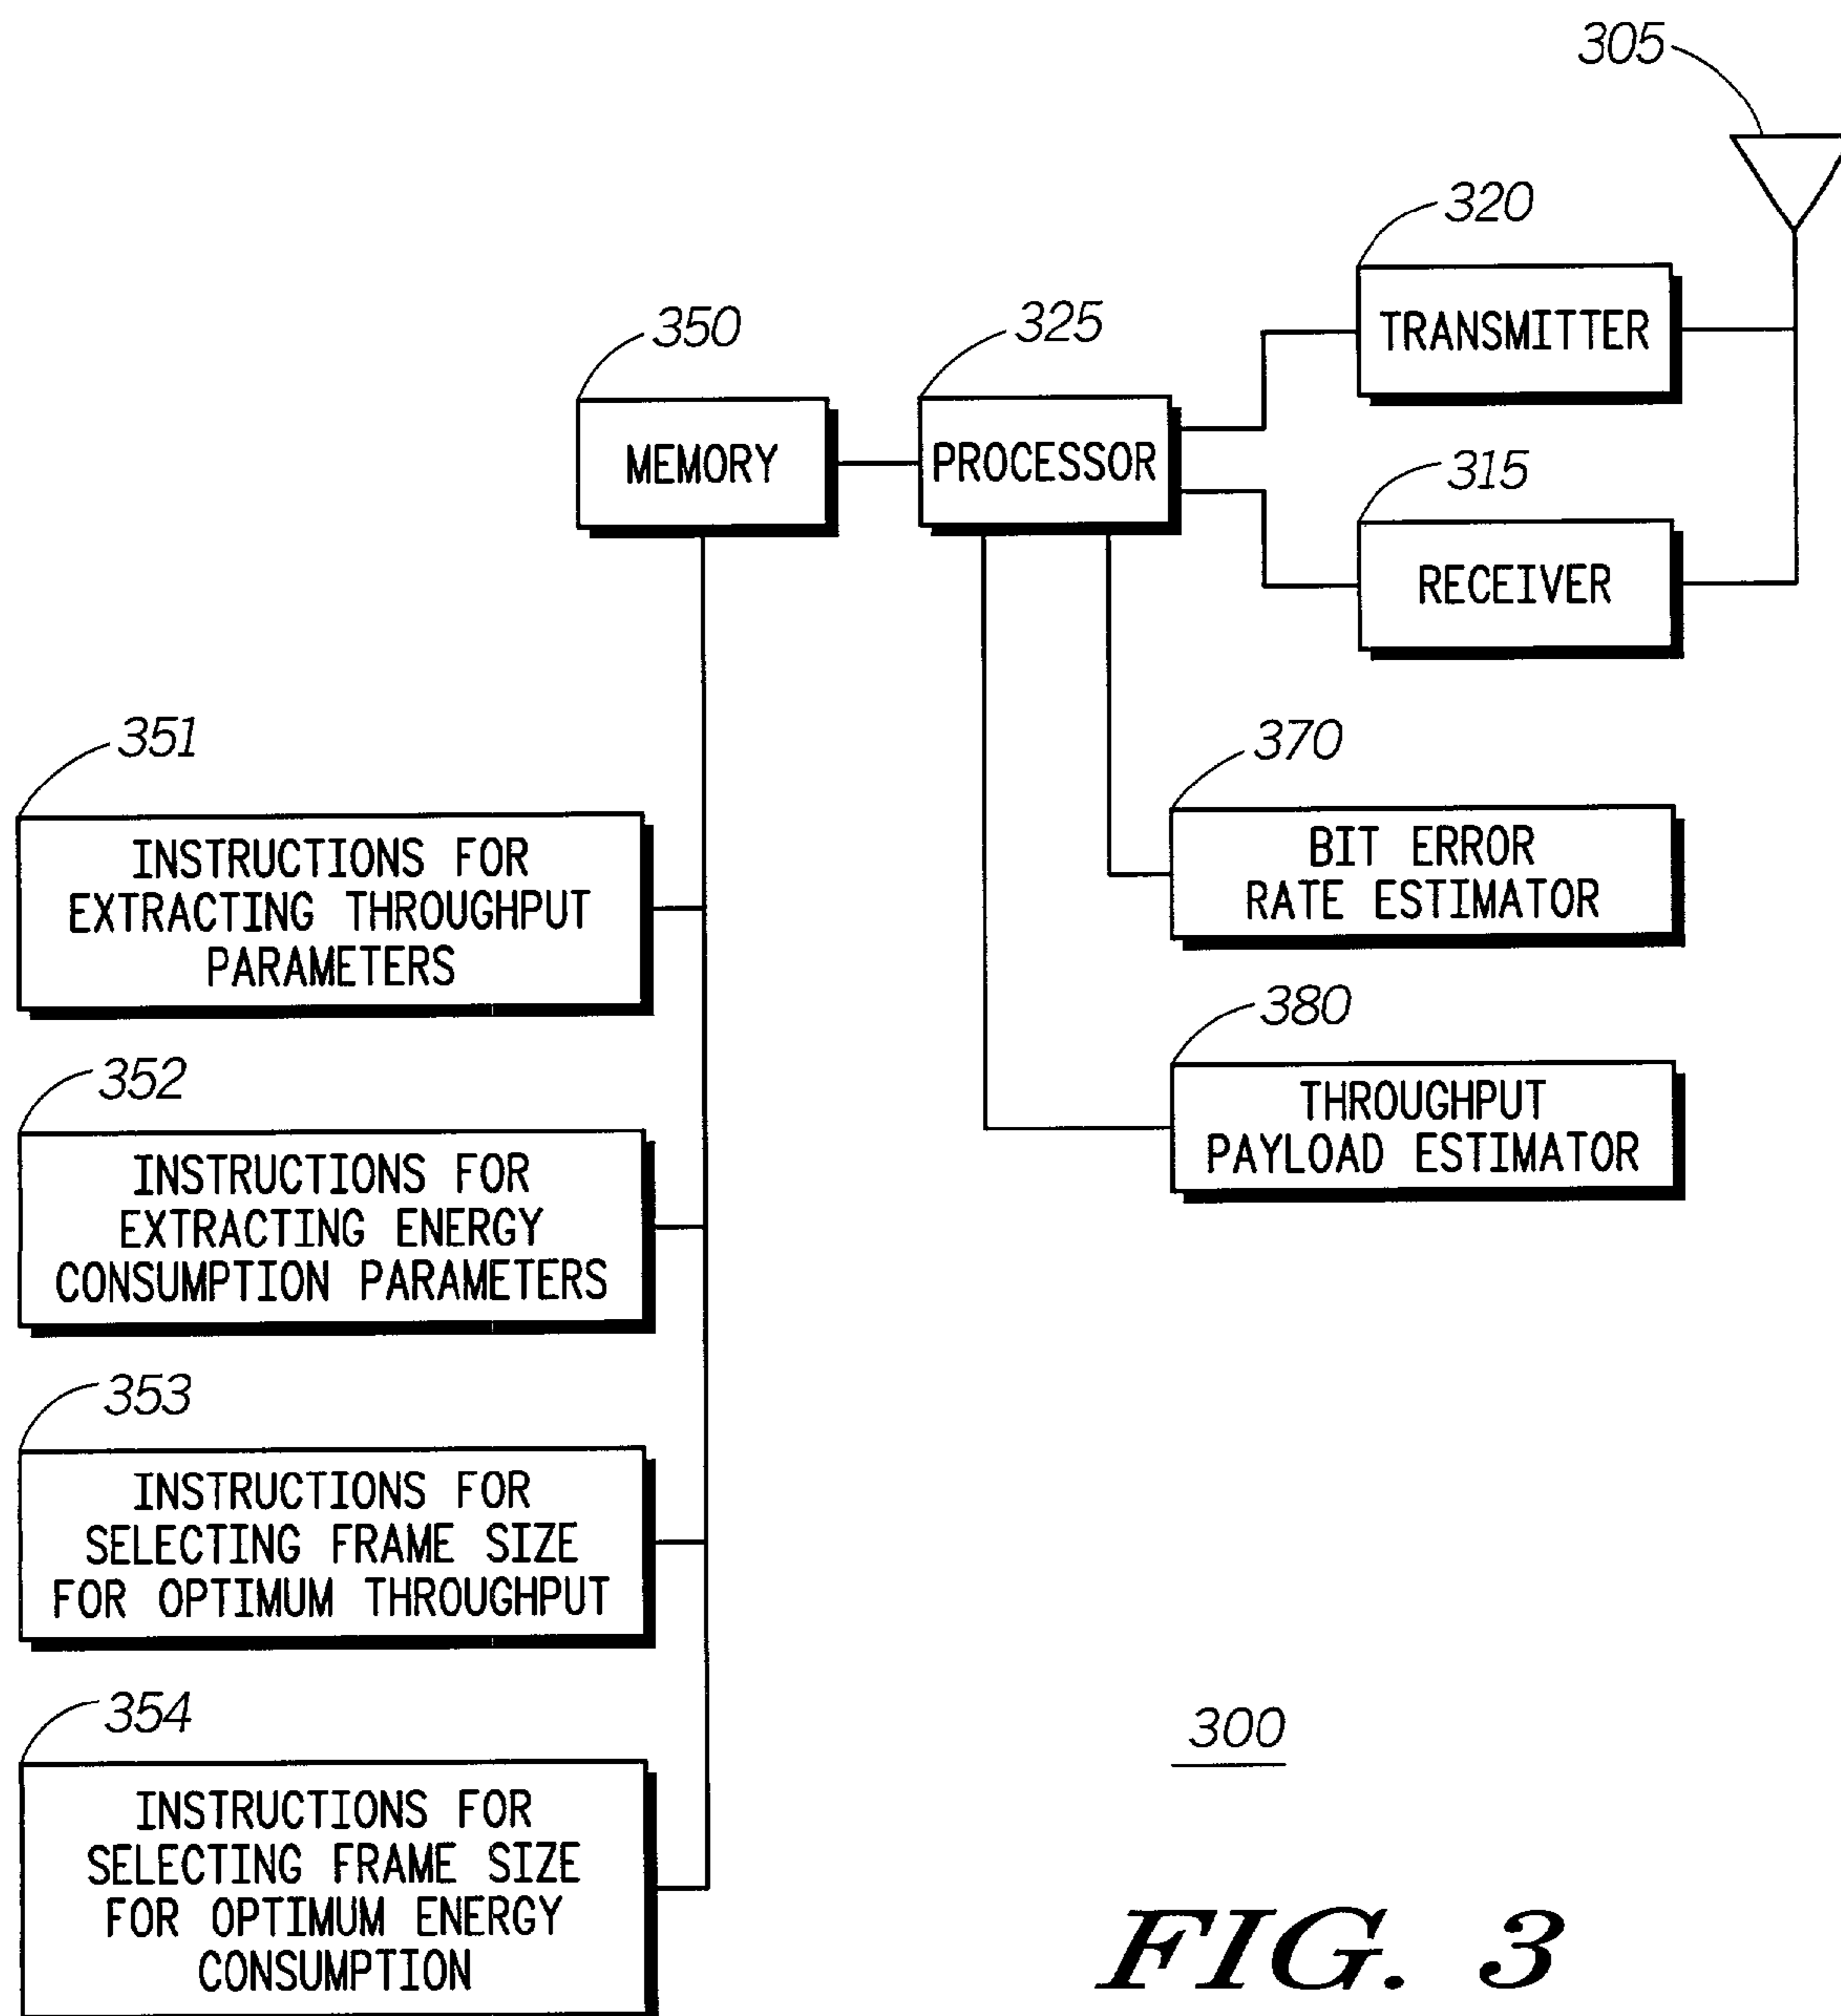 305
320
TRANSMITTER
350
325
MEMORY
PROCESSOR
315
RECEIVER
351
INSTRUCTIONS FOR
EXTRACTING THROUGHPUT
PARAMETERS
370
BIT ERROR
RATE ESTIMATOR
380
THROUGHPUT
PAYLOAD ESTIMATOR
352
INSTRUCTIONS FOR
EXTRACTING ENERGY
CONSUMPTION PARAMETERS
353
INSTRUCTIONS FOR
SELECTING FRAME SIZE
FOR OPTIMUM THROUGHPUT
354
INSTRUCTIONS FOR
SELECTING FRAME SIZE
FOR OPTIMUM ENERGY
CONSUMPTION
300
FIG. 3